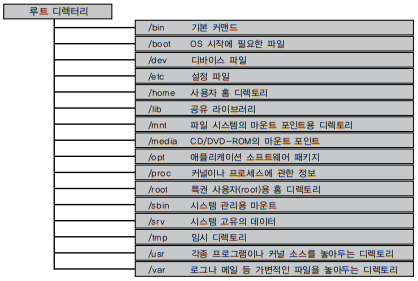 루트 디렉터리
/bin 기본 커맨드
/boot OS 시작에 필요한 파일
/dev 디바이스 파일
/etc 설정 파일
/home 사용자 홈 디렉토리
/lib 공유 라이브러리
/mnt 파일 시스템의 마운트 포인트용 디렉토리
/media CD/DVD-ROM의 마운트 포인트
/opt 애플리케이션 소프트웨어 패키지
/proc 커널이나 프로세스에 관한 정보
/root 특권 사용자(root)용 홈 디렉토리
/sbin 시스템 관리용 마운트
/srv 시스템 고유의 데이터
/tmp 임시 디렉토리
/usr 각종 프로그램이나 커널 소스를 놓아두는 디렉토리
/var 로그나 메일 등 가변적인 파일을 놓아두는 디렉토리